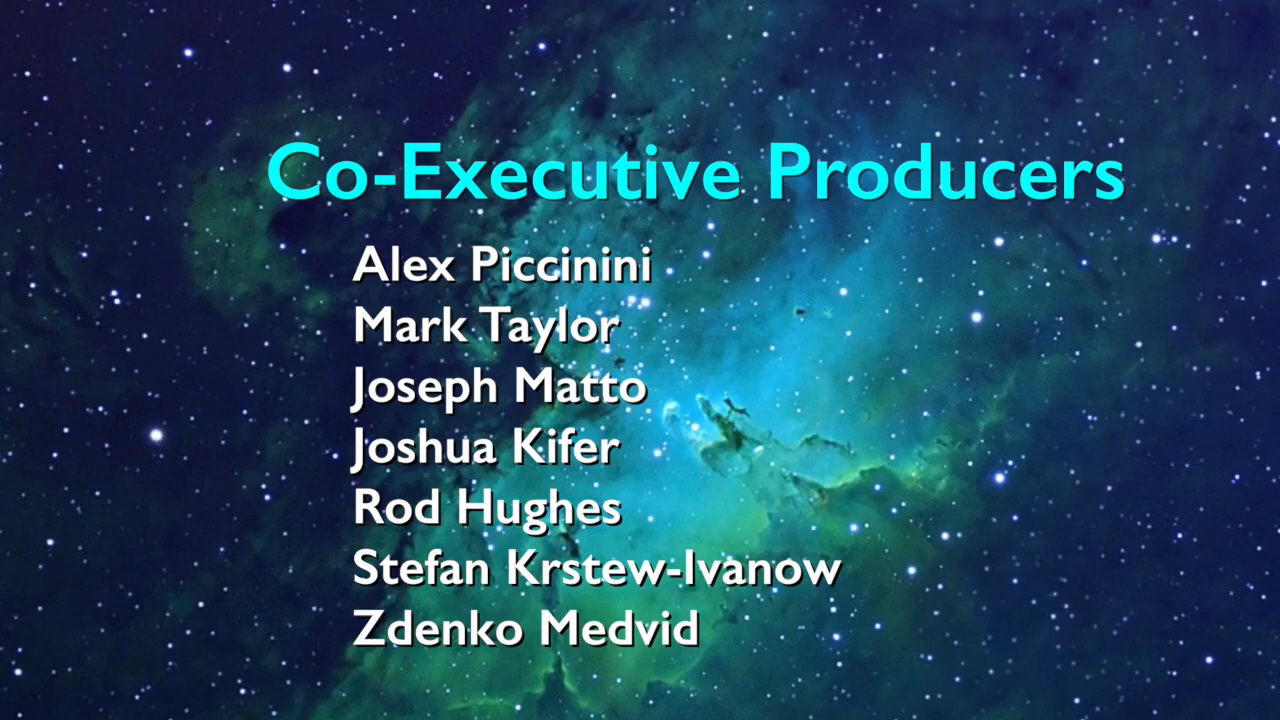 Co-Executive Producers
Alex Piccinini
Mark Taylor
Joseph Matto
Joshua Kifer
Rod Hughes
Stefan Krstew-Ivanow
Zdenko Medvid